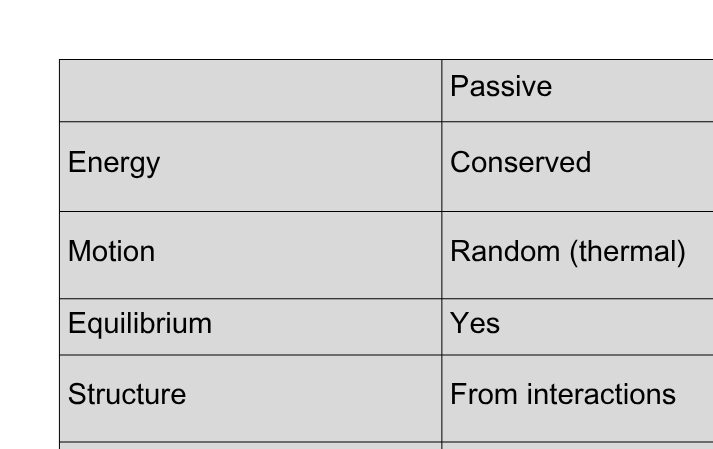 Passive
Energy Conserved
Motion Random (thermal)
Equilibrium Yes
Structure From interactions